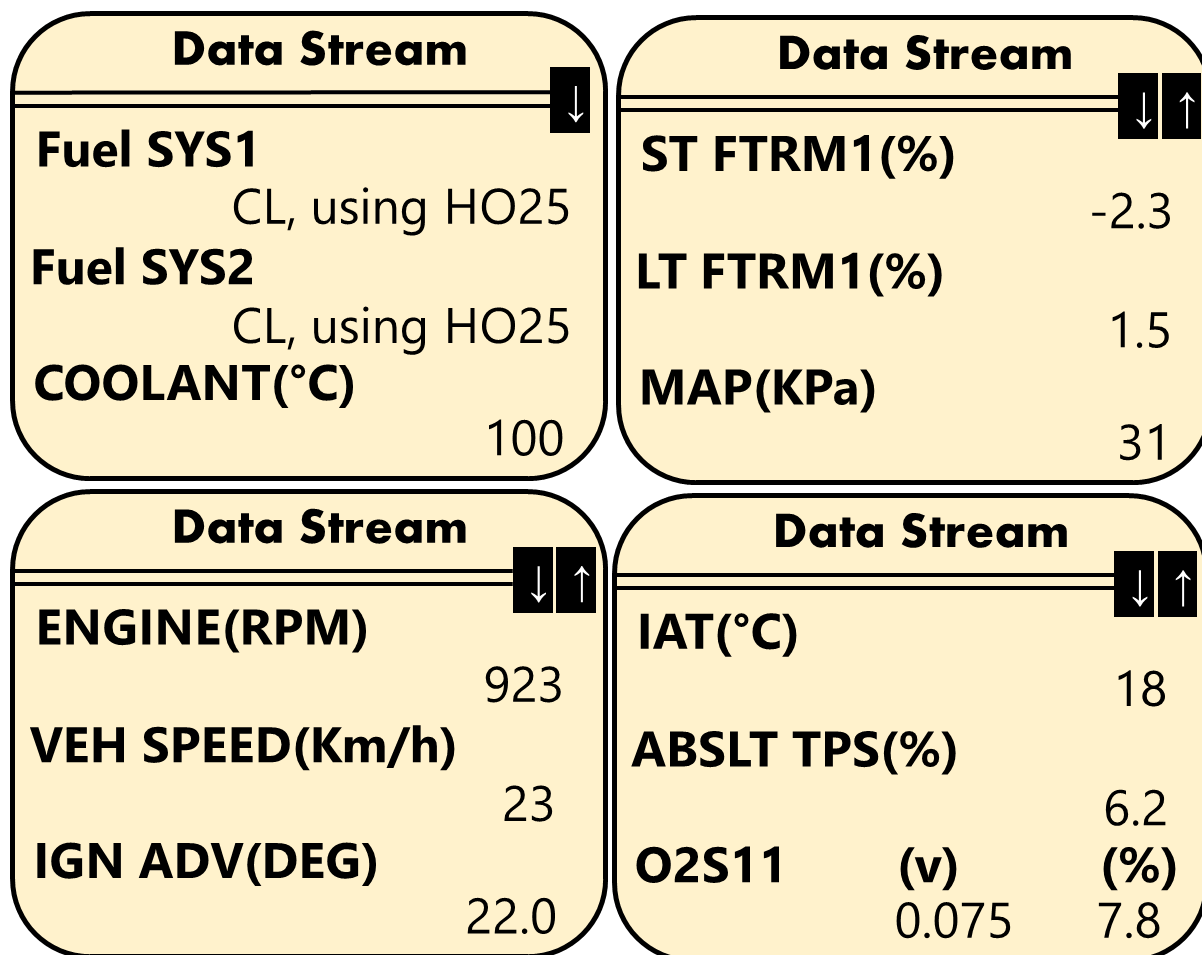 Data Stream
↓
Fuel SYS1
CL, using HO25
Fuel SYS2
CL, using HO25
COOLANT(°C)
100
Data Stream
↓ ↑
ST FTRM1(%)
-2.3
LT FTRM1(%)
1.5
MAP(KPa)
31
Data Stream
↓ ↑
ENGINE(RPM)
923
VEH SPEED(Km/h)
23
IGN ADV(DEG)
22.0
Data Stream
↓ ↑
IAT(°C)
18
ABSLT TPS(%)
6.2
O2S11 (v) (%)
0.075 7.8